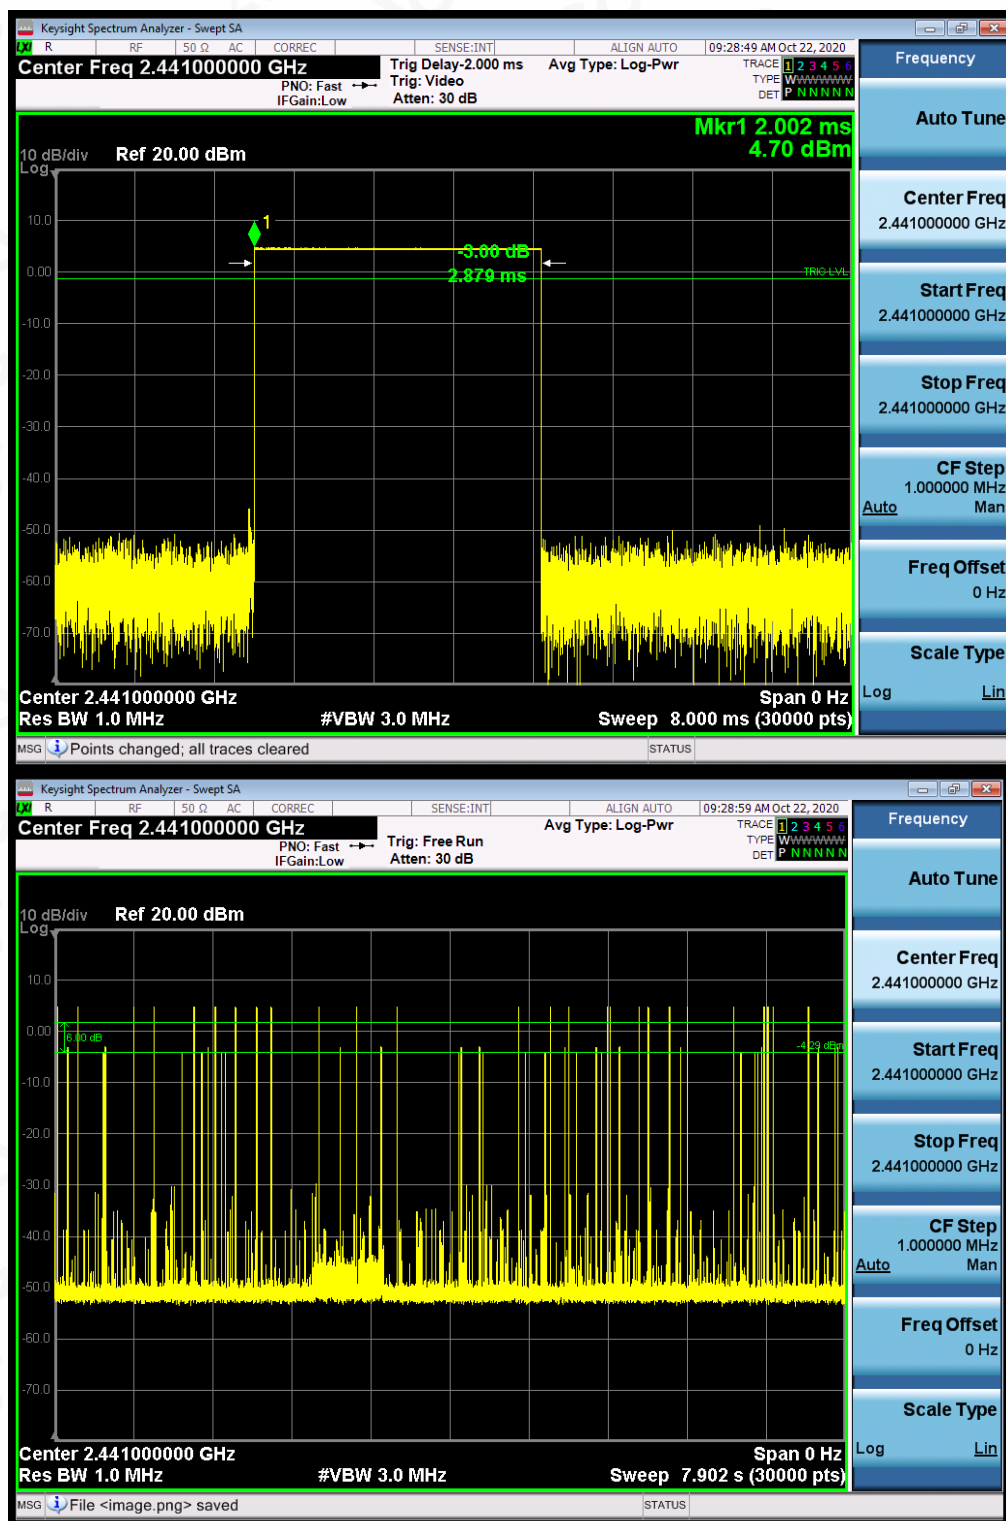 Keysight Spectrum Analyzer - Swept SA
LXI R RF 50 Ω AC CORREC SENSE:INT ALIGN AUTO 09:28:49 AM Oct 22, 2020
Center Freq 2.441000000 GHz
PNO: Fast
IFGain:Low
Trig Delay-2.000 ms
Trig: Video
Atten: 30 dB
Avg Type: Log-Pwr
TRACE 1 2 3 4 5 6
TYPE WWWWWW
DET P N N N N N
Mkr1 2.002 ms
4.70 dBm
10 dB/div
Log
Ref 20.00 dBm
10.0
0.00
-10.0
-20.0
-30.0
-40.0
-50.0
-60.0
-70.0
1
-3.00 dB
2.879 ms
TRIG LVL
Center 2.441000000 GHz
Span 0 Hz
Res BW 1.0 MHz
#VBW 3.0 MHz
Sweep 8.000 ms (30000 pts)
MSG Points changed; all traces cleared
STATUS
Frequency
Auto Tune
Center Freq
2.441000000 GHz
Start Freq
2.441000000 GHz
Stop Freq
2.441000000 GHz
CF Step
1.000000 MHz
Auto Man
Freq Offset
0 Hz
Scale Type
Log Lin
Keysight Spectrum Analyzer - Swept SA
LXI R RF 50 Ω AC CORREC SENSE:INT ALIGN AUTO 09:28:59 AM Oct 22, 2020
Center Freq 2.441000000 GHz
PNO: Fast
IFGain:Low
Trig: Free Run
Atten: 30 dB
Avg Type: Log-Pwr
TRACE 1 2 3 4 5 6
TYPE WWWWWW
DET P N N N N N
10 dB/div
Log
Ref 20.00 dBm
10.0
0.00
-10.0
-20.0
-30.0
-40.0
-50.0
-60.0
-70.0
6.00 dB
-4.29 dBm
Center 2.441000000 GHz
Span 0 Hz
Res BW 1.0 MHz
#VBW 3.0 MHz
Sweep 7.902 s (30000 pts)
MSG File <image.png> saved
STATUS
Frequency
Auto Tune
Center Freq
2.441000000 GHz
Start Freq
2.441000000 GHz
Stop Freq
2.441000000 GHz
CF Step
1.000000 MHz
Auto Man
Freq Offset
0 Hz
Scale Type
Log Lin